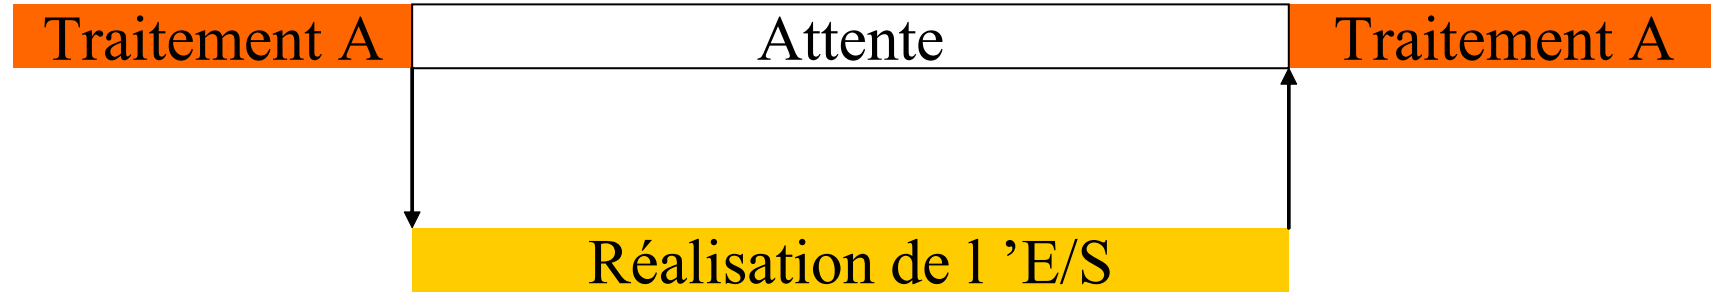 Traitement A Attente Traitement A
Réalisation de l ’E/S